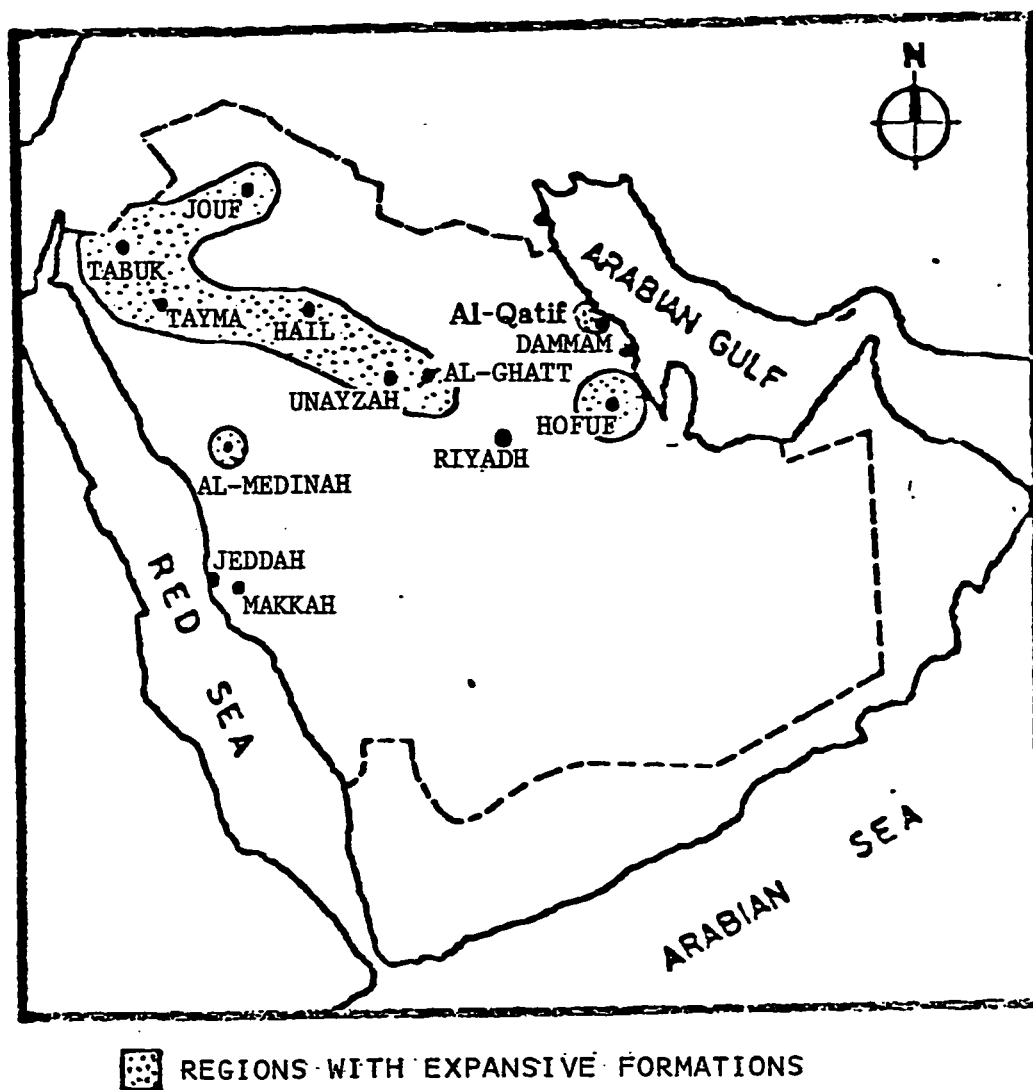 N
JOUF
TABUK
TAYMA
HAIL
UNAYZAH
AL-GHATT
Al-Qatif
DAMMAM
HOFUF
RIYADH
ARABIAN GULF
AL-MEDINAH
JEDDAH
MAKKAH
RED SEA
ARABIAN SEA
REGIONS WITH EXPANSIVE FORMATIONS